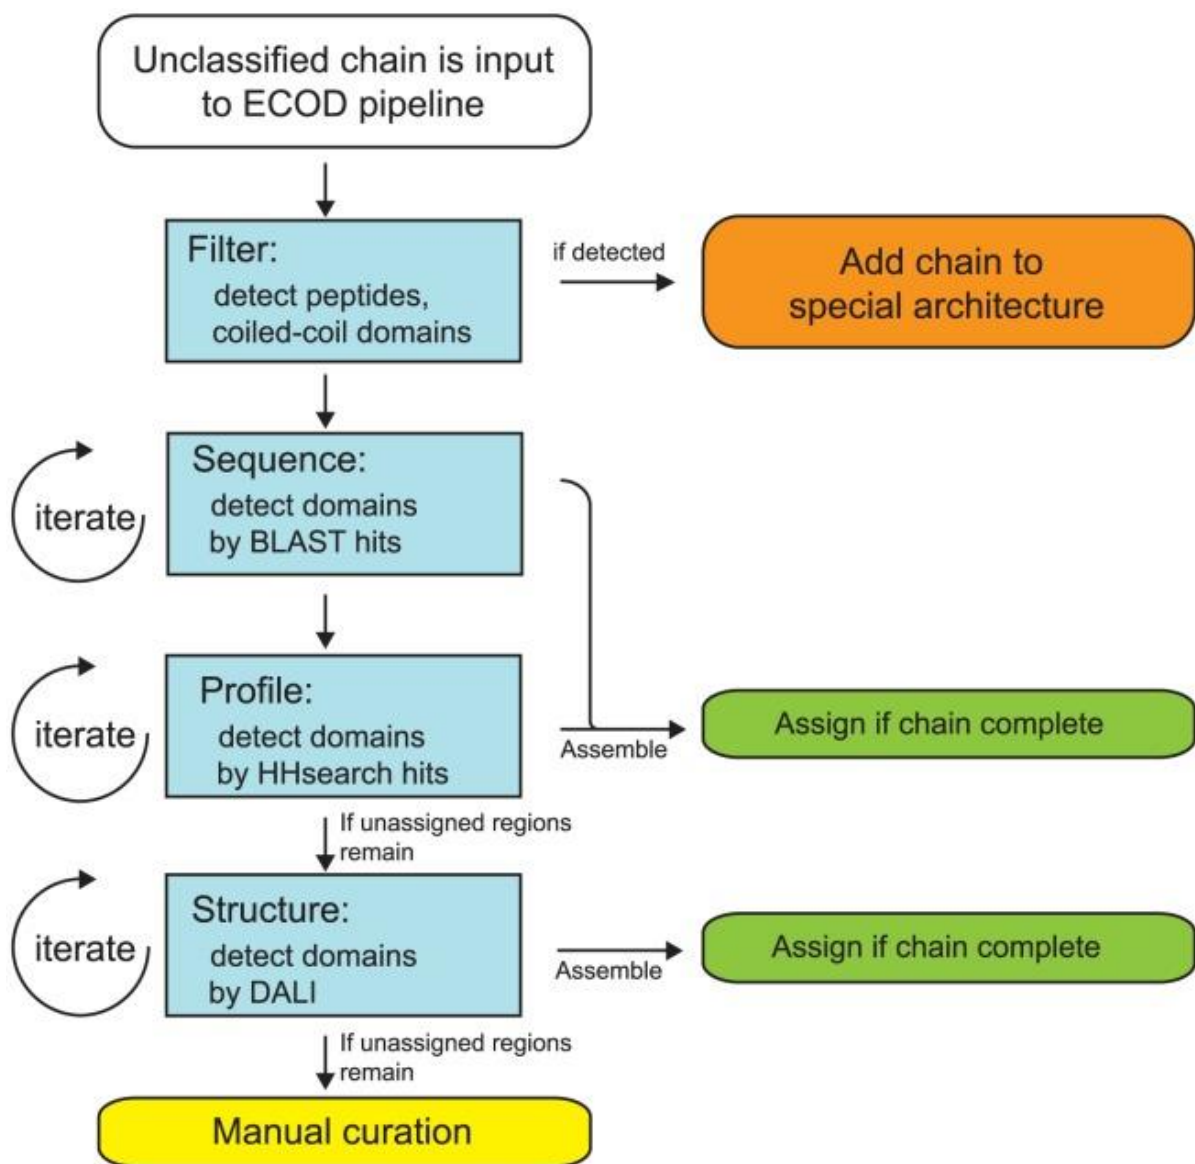 Unclassified chain is input
to ECOD pipeline
Filter:
detect peptides,
coiled-coil domains
if detected
Add chain to
special architecture
iterate
Sequence:
detect domains
by BLAST hits
iterate
Profile:
detect domains
by HHsearch hits
Assemble
Assign if chain complete
If unassigned regions
remain
iterate
Structure:
detect domains
by DALI
Assemble
Assign if chain complete
If unassigned regions
remain
Manual curation